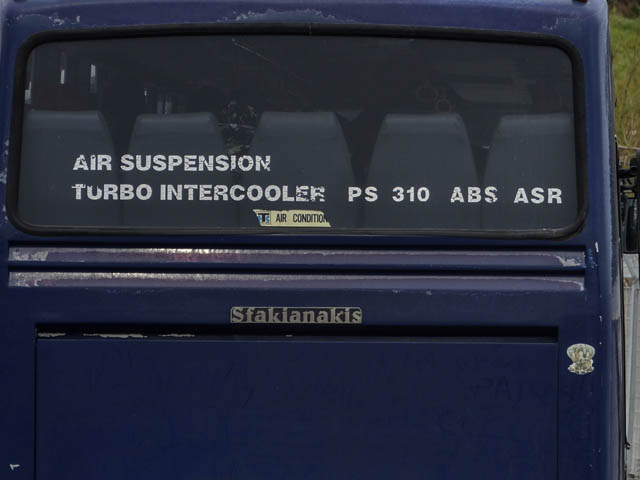 AIR SUSPENSION
TURBO INTERCOOLER PS 310 ABS ASR
AIR CONDITION
Sfakianakis